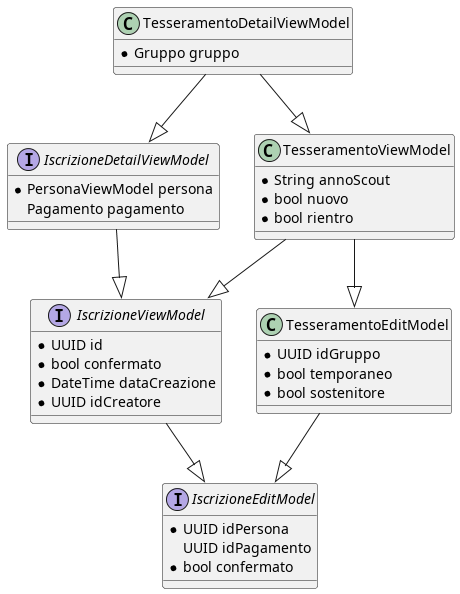 C TesseramentoDetailViewModel
* Gruppo gruppo
I IscrizioneDetailViewModel
* PersonaViewModel persona
Pagamento pagamento
C TesseramentoViewModel
* String annoScout
* bool nuovo
* bool rientro
I IscrizioneViewModel
* UUID id
* bool confermato
* DateTime dataCreazione
* UUID idCreatore
C TesseramentoEditModel
* UUID idGruppo
* bool temporaneo
* bool sostenitore
I IscrizioneEditModel
* UUID idPersona
UUID idPagamento
* bool confermato